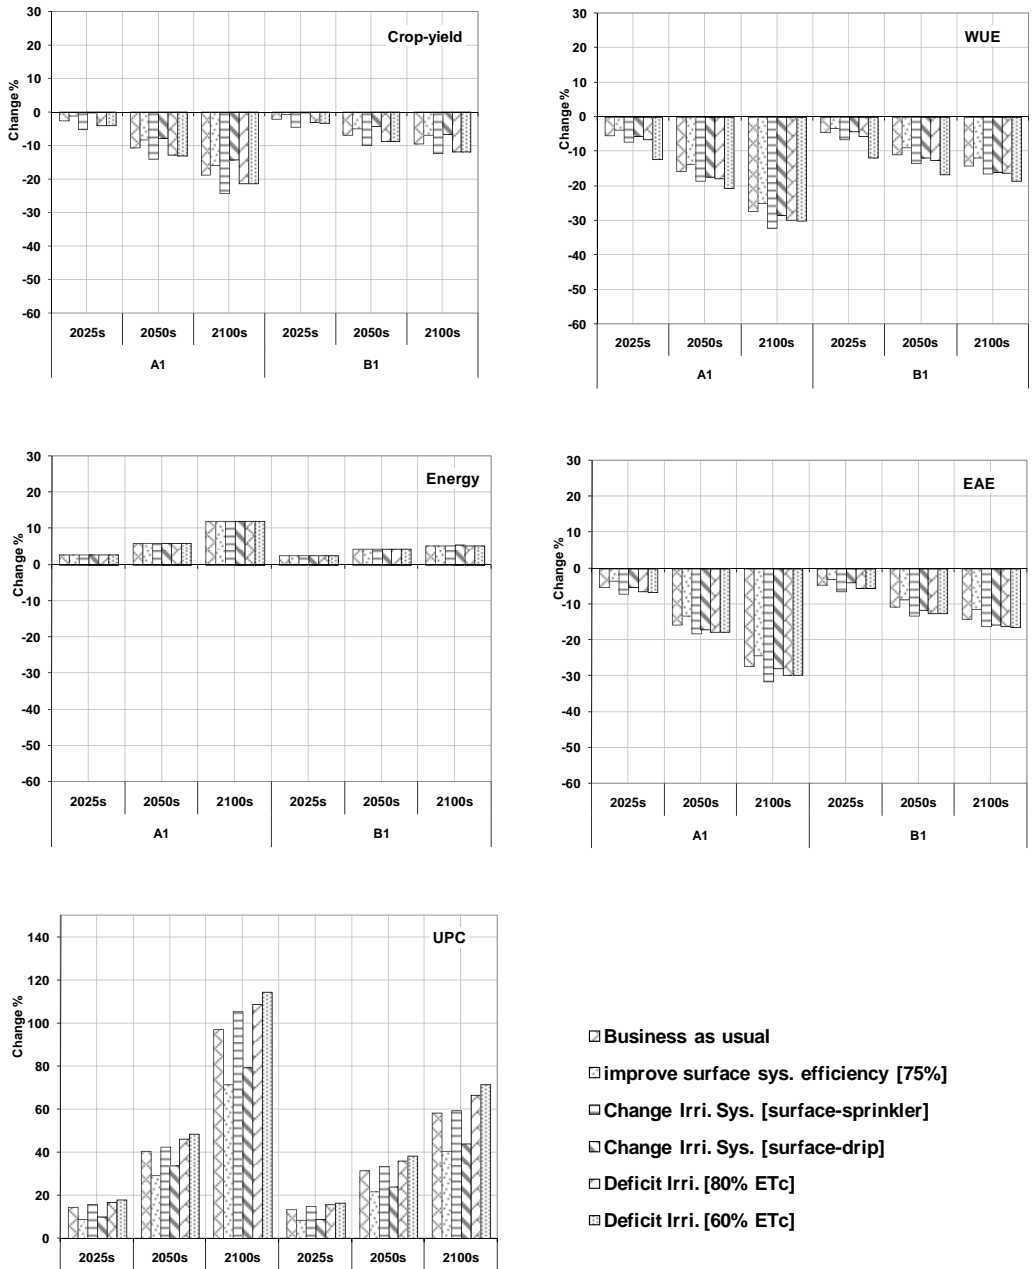 Crop-yield
Change %
30
20
10
0
-10
-20
-30
-40
-50
-60
2025s 2050s 2100s 2025s 2050s 2100s
A1 B1
WUE
Change %
30
20
10
0
-10
-20
-30
-40
-50
-60
2025s 2050s 2100s 2025s 2050s 2100s
A1 B1
Energy
Change %
30
20
10
0
-10
-20
-30
-40
-50
-60
2025s 2050s 2100s 2025s 2050s 2100s
A1 B1
EAE
Change %
30
20
10
0
-10
-20
-30
-40
-50
-60
2025s 2050s 2100s 2025s 2050s 2100s
A1 B1
UPC
Change %
140
120
100
80
60
40
20
0
2025s 2050s 2100s 2025s 2050s 2100s
Business as usual
improve surface sys. efficiency [75%]
Change Irri. Sys. [surface-sprinkler]
Change Irri. Sys. [surface-drip]
Deficit Irri. [80% ETc]
Deficit Irri. [60% ETc]